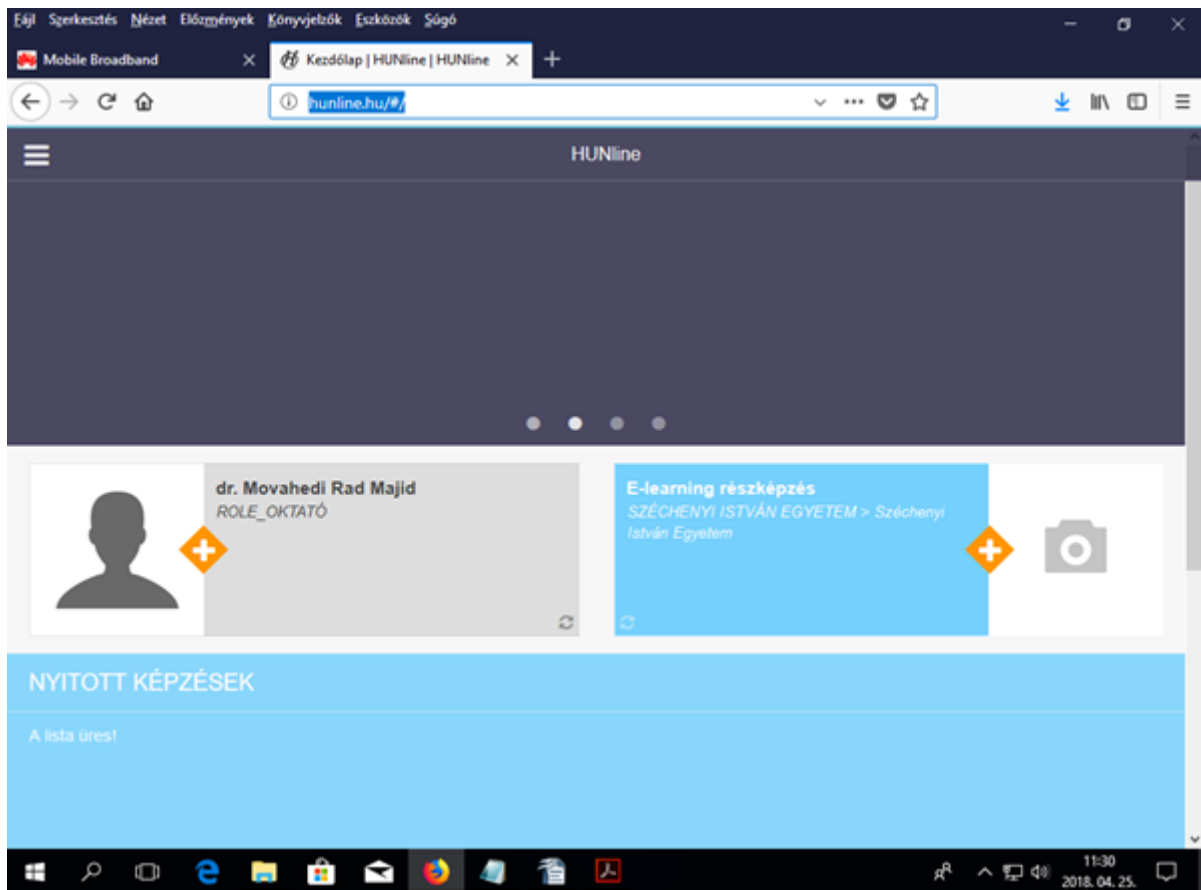 Fájl Szerkesztés Nézet Előzmények Könyvjelzők Eszközök Súgó
Mobile Broadband
Kezdőlap | HUNline | HUNline
hunline.hu/#/
HUNline
dr. Movahedi Rad Majid
ROLE_OKTATÓ
E-learning részképzés
SZÉCHENYI ISTVÁN EGYETEM > Széchenyi
István Egyetem
NYITOTT KÉPZÉSEK
A lista üres!
11:30
2018. 04. 25.